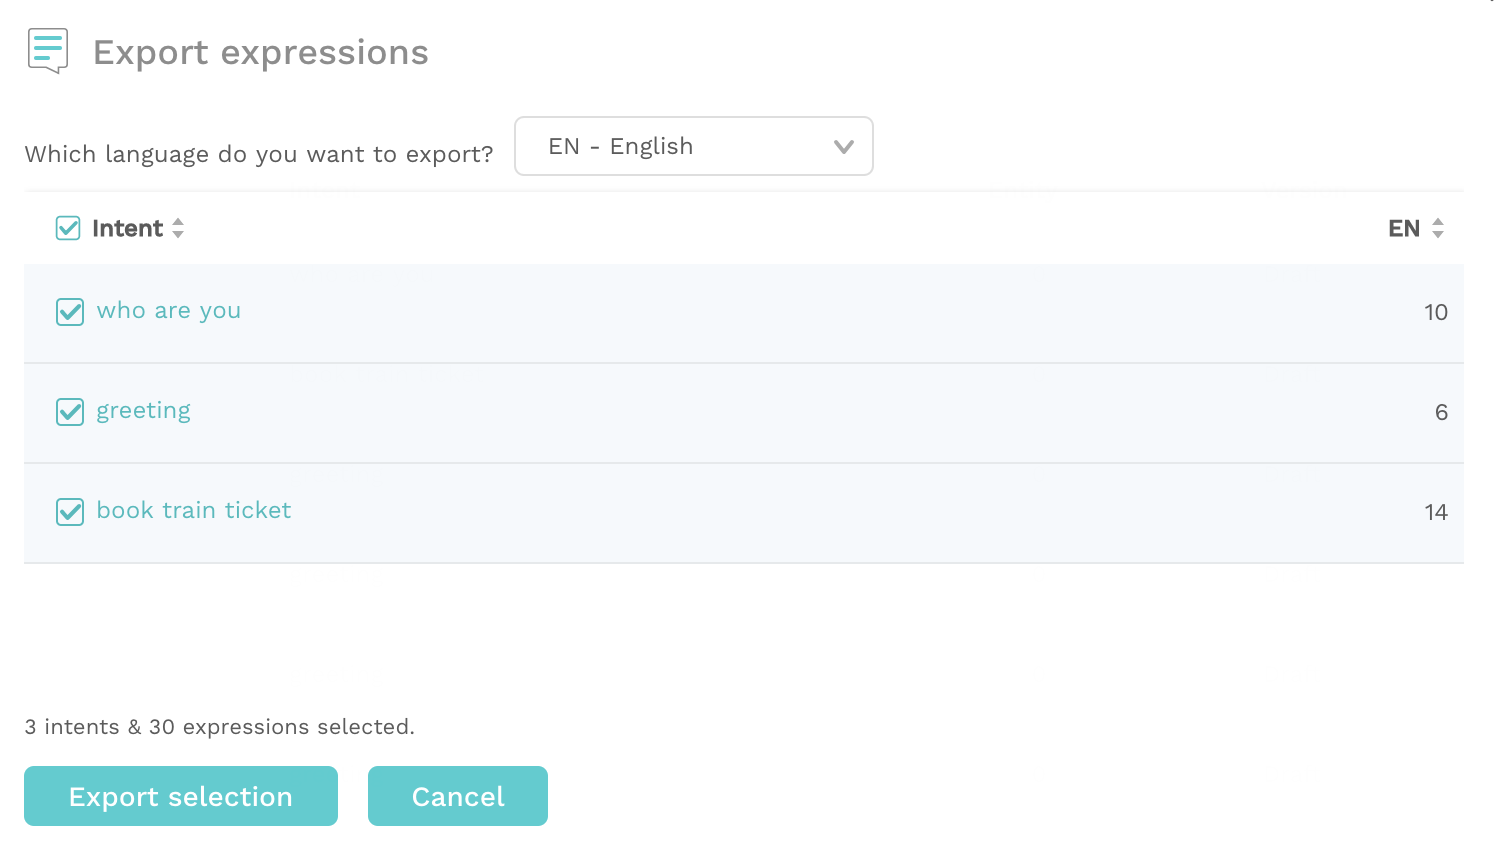 Export expressions
Which language do you want to export? EN - English
Intent EN
who are you 10
greeting 6
book train ticket 14
3 intents & 30 expressions selected.
Export selection Cancel